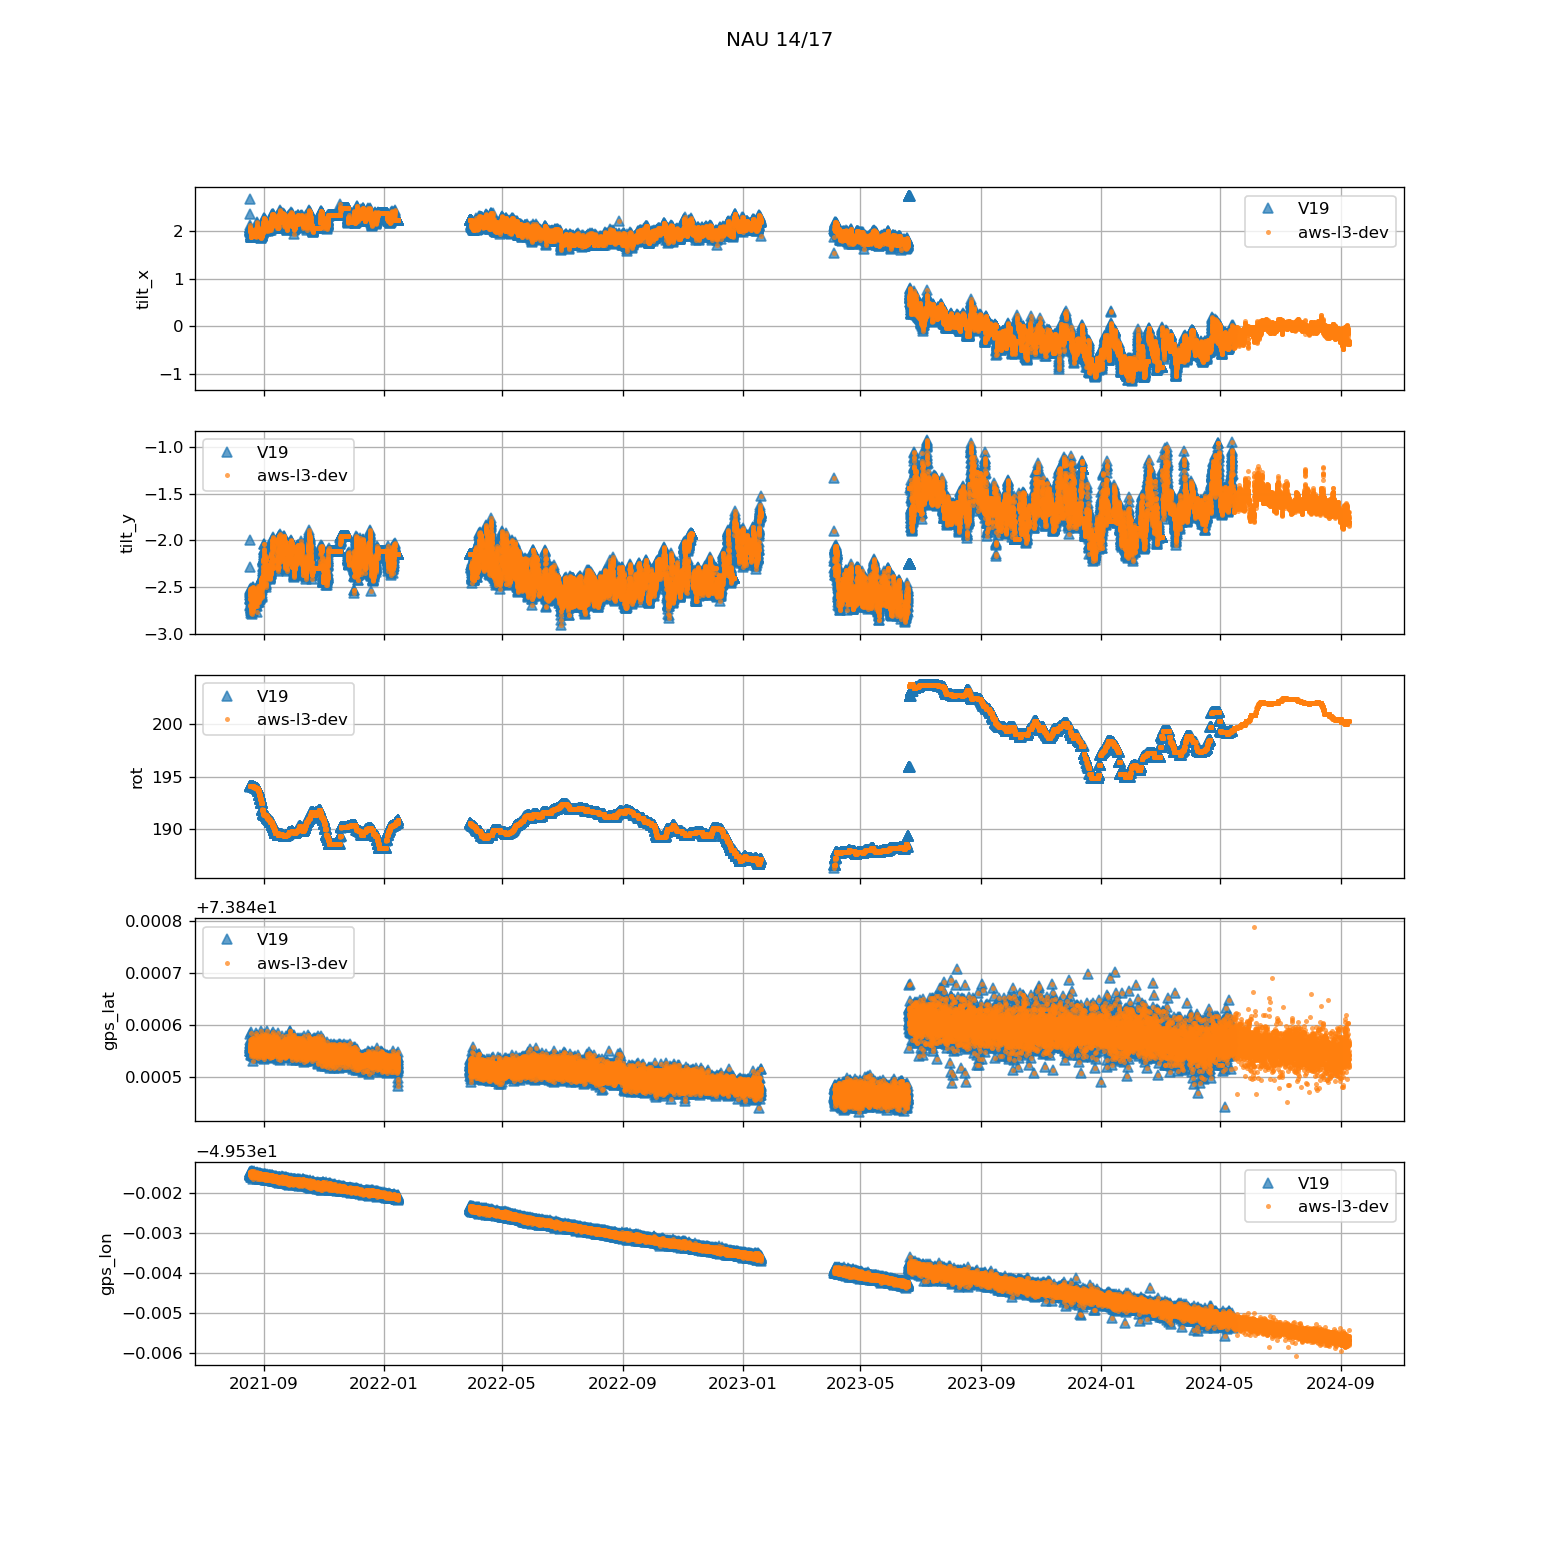 NAU 14/17
tilt_x
2
1
0
−1
V19
aws-l3-dev
tilt_y
−1.0
−1.5
−2.0
−2.5
−3.0
V19
aws-l3-dev
rot
200
195
190
V19
aws-l3-dev
+7.384e1
gps_lat
0.0008
0.0007
0.0006
0.0005
V19
aws-l3-dev
−4.953e1
gps_lon
−0.002
−0.003
−0.004
−0.005
−0.006
V19
aws-l3-dev
2021-09 2022-01 2022-05 2022-09 2023-01 2023-05 2023-09 2024-01 2024-05 2024-09